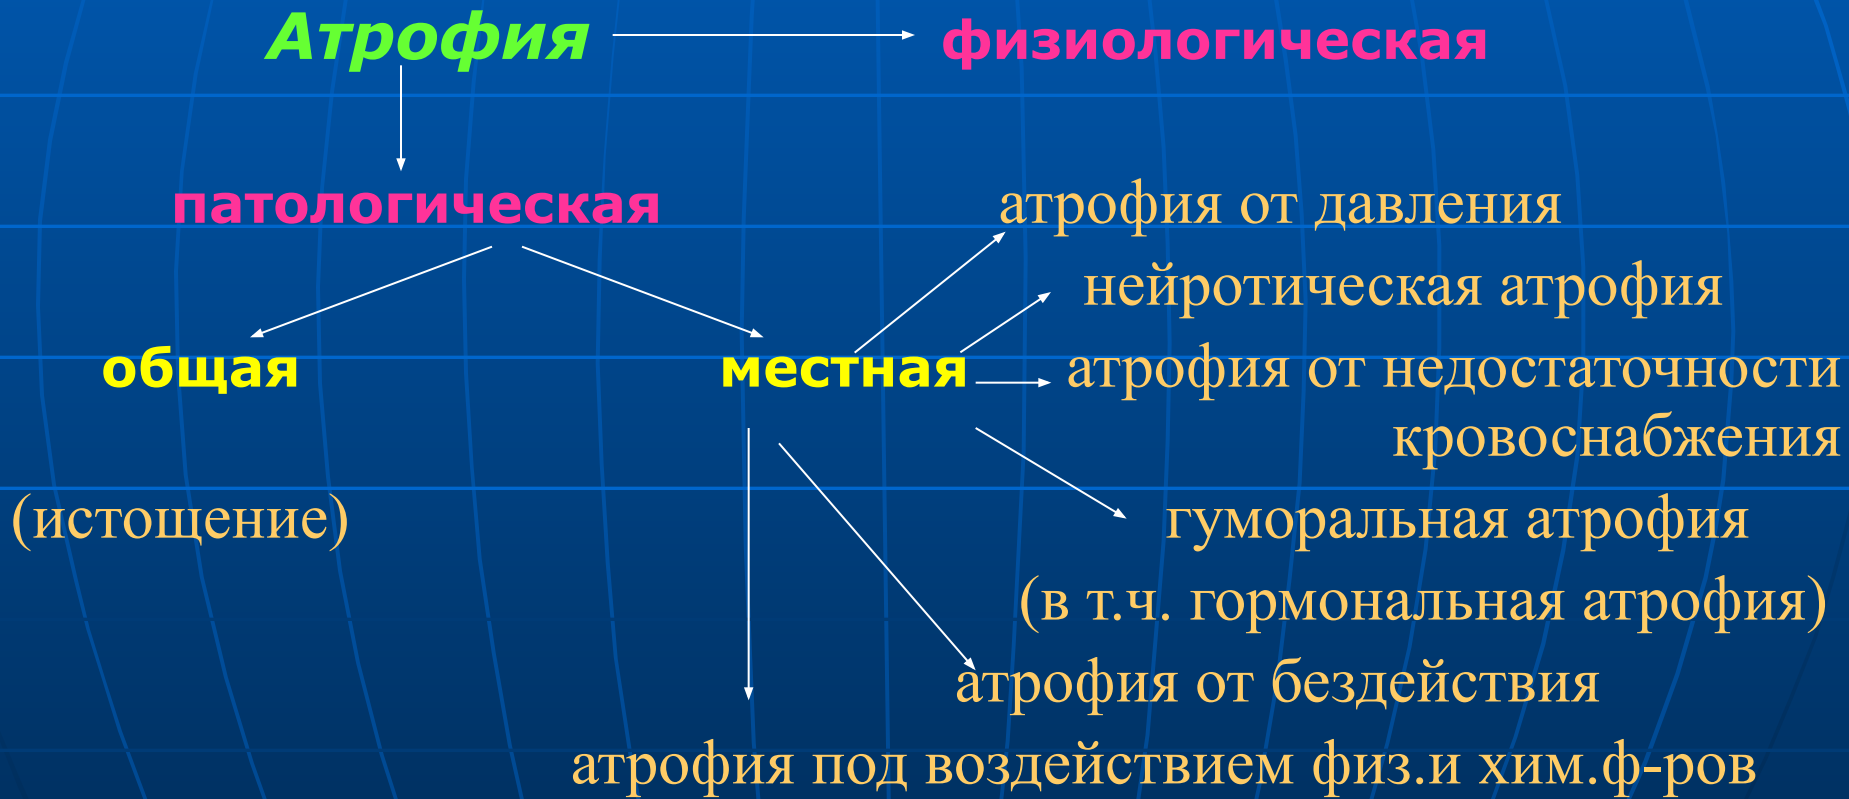 Атрофия физиологическая
патологическая атрофия от давления
нейротическая атрофия
общая местная атрофия от недостаточности
кровоснабжения
(истощение) гуморальная атрофия
(в т.ч. гормональная атрофия)
атрофия от бездействия
атрофия под воздействием физ.и хим.ф-ров